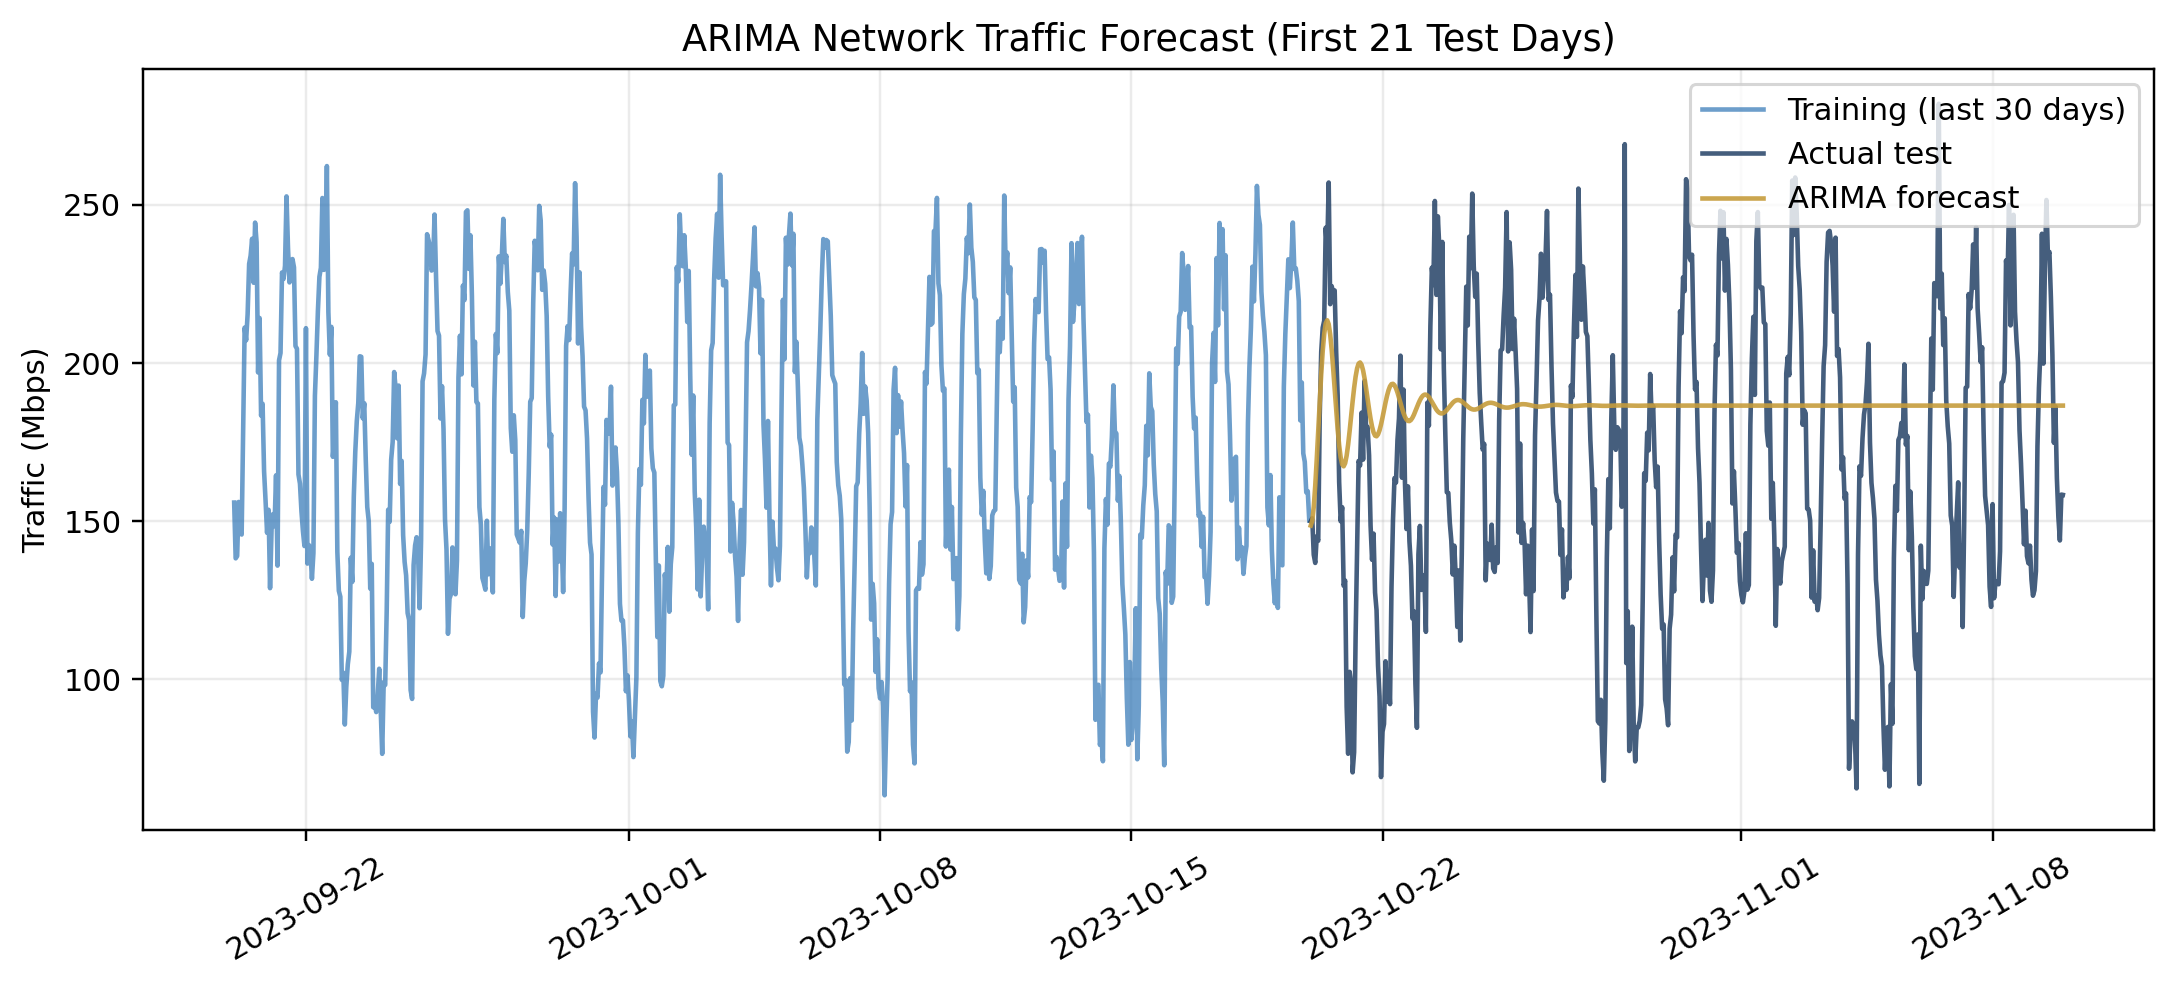 ARIMA Network Traffic Forecast (First 21 Test Days)
Training (last 30 days)
Actual test
ARIMA forecast
Traffic (Mbps)
250
200
150
100
2023-09-22
2023-10-01
2023-10-08
2023-10-15
2023-10-22
2023-11-01
2023-11-08